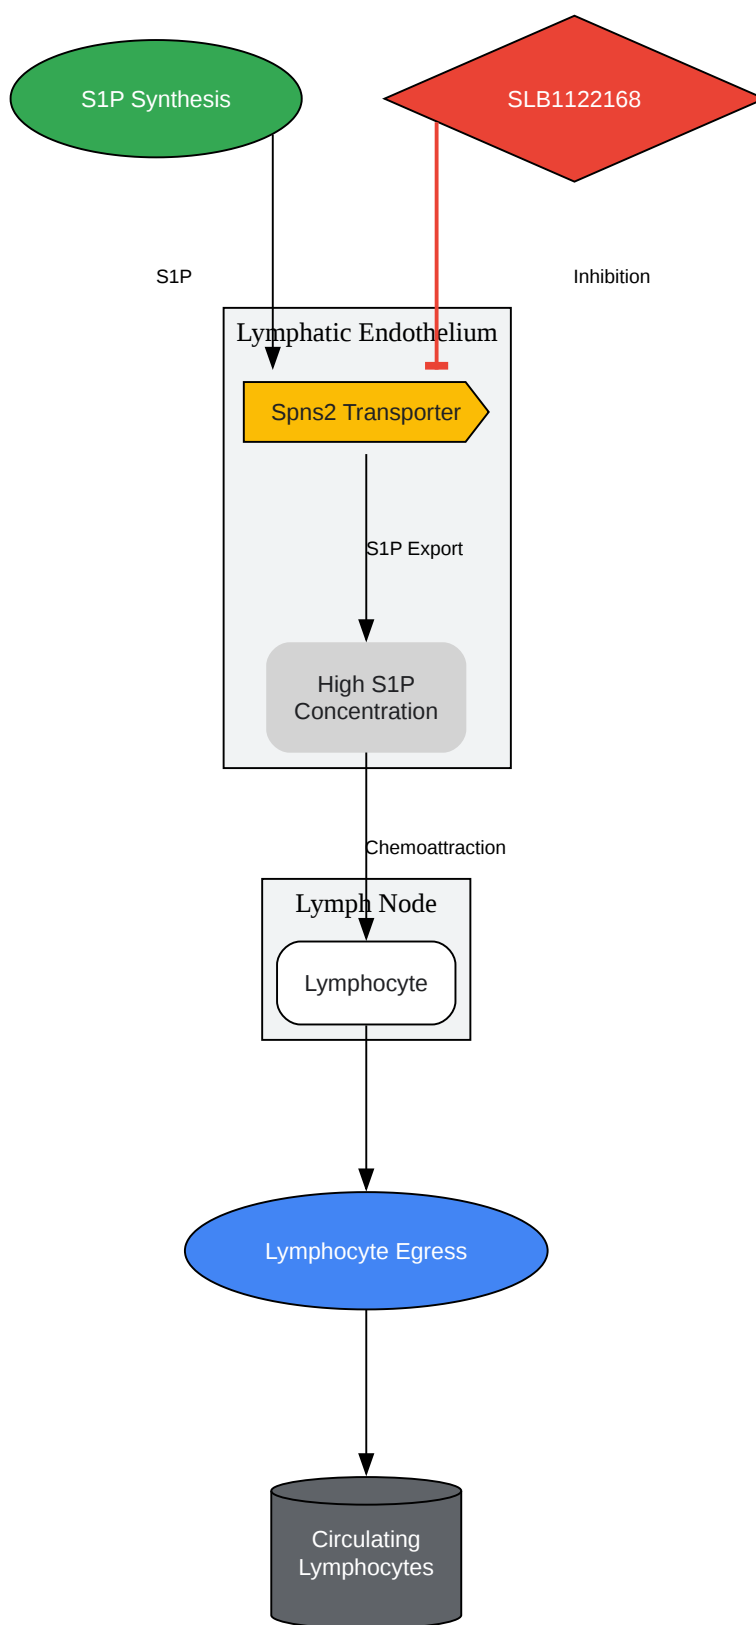 S1P Synthesis
SLB1122168
S1P
Inhibition
Lymphatic Endothelium
Spns2 Transporter
S1P Export
High S1P
Concentration
Chemoattraction
Lymph Node
Lymphocyte
Lymphocyte Egress
Circulating
Lymphocytes